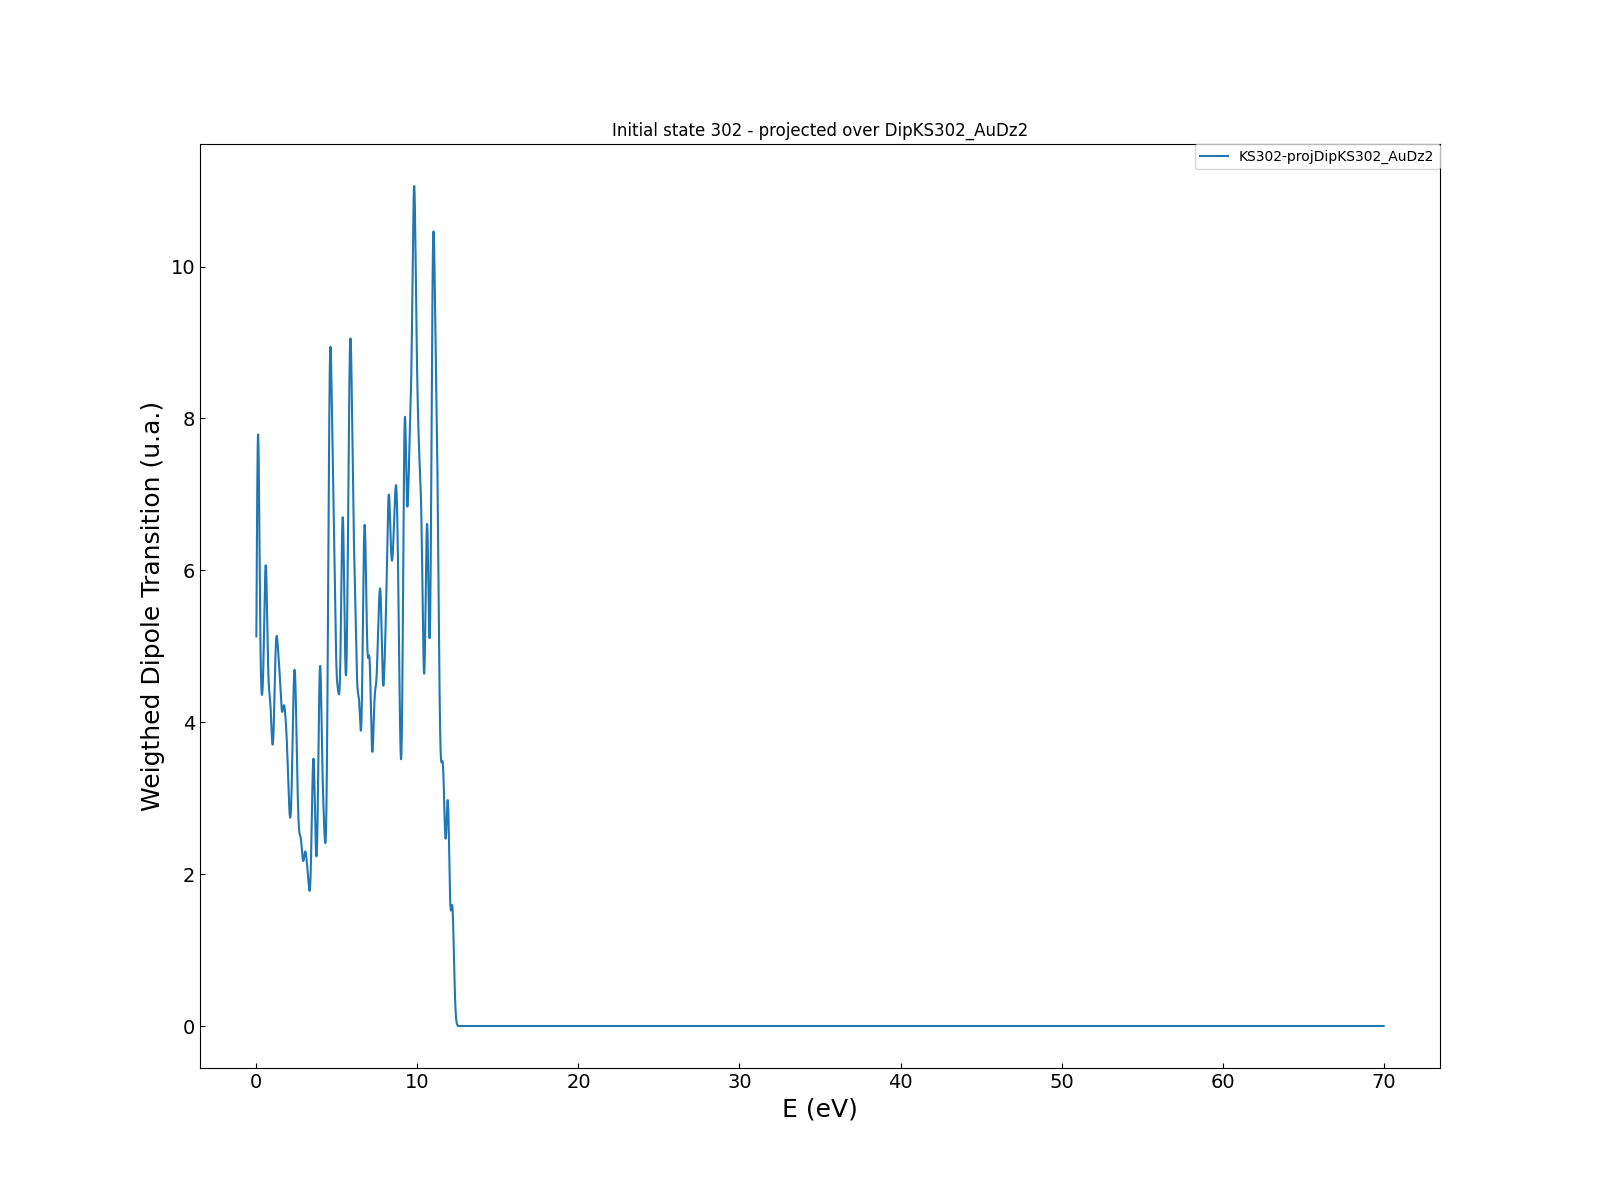 Initial state 302 - projected over DipKS302_AuDz2
KS302-projDipKS302_AuDz2
Weigthed Dipole Transition (u.a.)
10
8
6
4
2
0
0 10 20 30 40 50 60 70
E (eV)